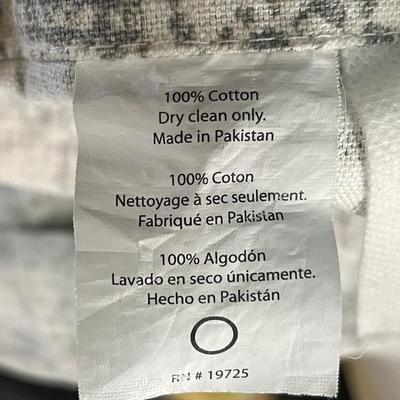 100% Cotton
Dry clean only.
Made in Pakistan
100% Coton
Nettoyage à sec seulement.
Fabriqué en Pakistan
100% Algodón
Lavado en seco únicamente.
Hecho en Pakistán
RN # 19725